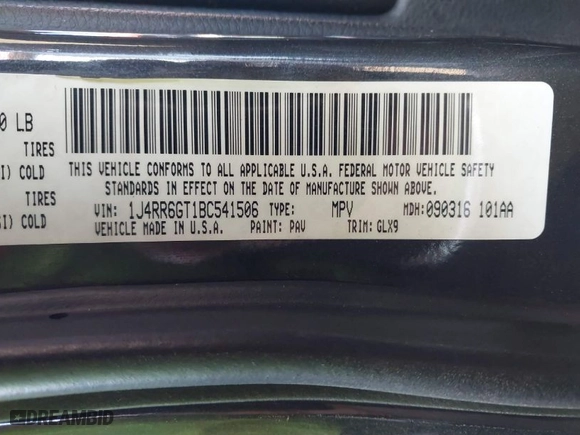 0 LB
TIRES
I) COLD
TIRES
SI) COLD
THIS VEHICLE CONFORMS TO ALL APPLICABLE U.S.A. FEDERAL MOTOR VEHICLE SAFETY
STANDARDS IN EFFECT ON THE DATE OF MANUFACTURE SHOWN ABOVE.
VIN: 1J4RR6GT1BC541506 TYPE: MPV MDH: 090316 101AA
VEHICLE MADE IN U.S.A. PAINT: PAV TRIM: GLX9
DREAMBID